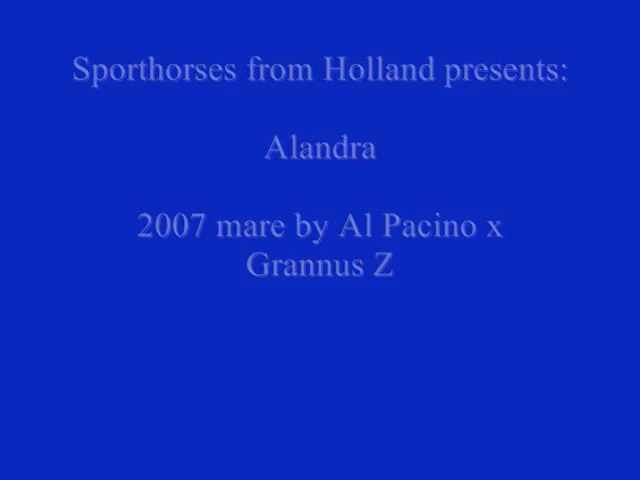 Sporthorses from Holland presents:
Alandra
2007 mare by Al Pacino x
Grannus Z